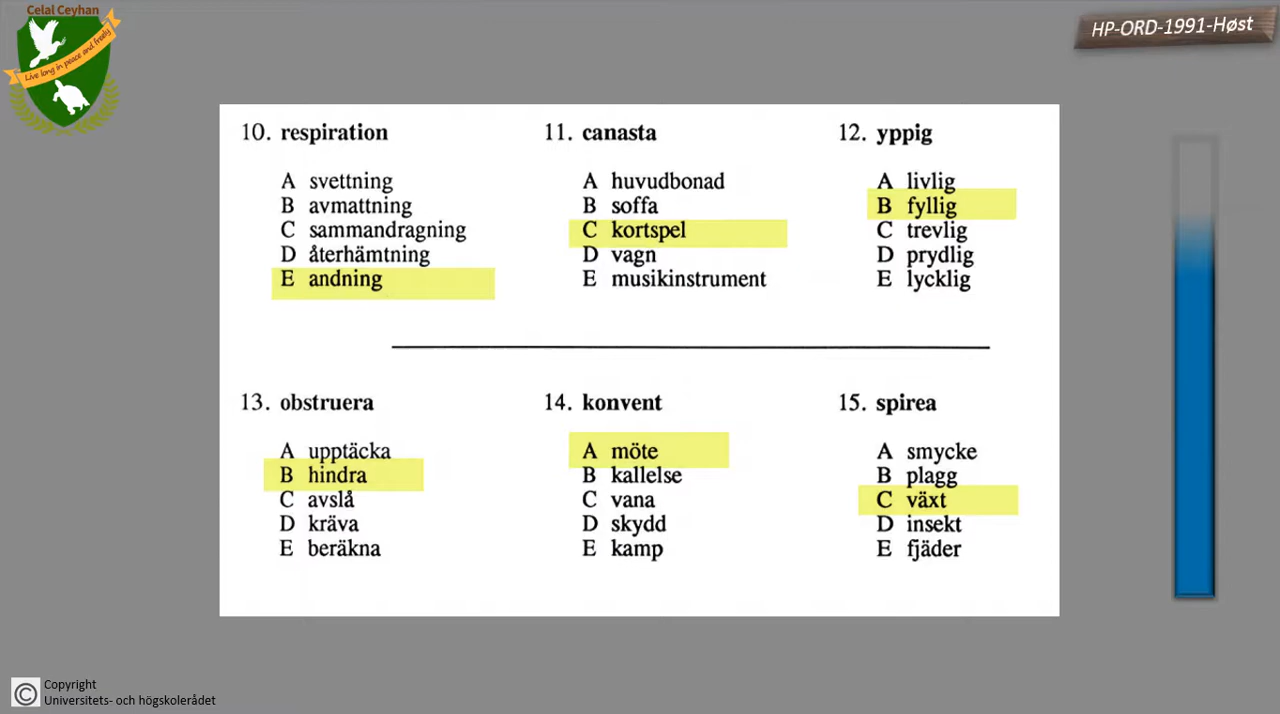 Celal Ceyhan
Live long in peace and freely
HP-ORD-1991-Høst
10. respiration
A svettning
B avmattning
C sammandragning
D återhämtning
E andning
11. canasta
A huvudbonad
B soffa
C kortspel
D vagn
E musikinstrument
12. yppig
A livlig
B fyllig
C trevlig
D prydlig
E lycklig
13. obstruera
A upptäcka
B hindra
C avslå
D kräva
E beräkna
14. konvent
A möte
B kallelse
C vana
D skydd
E kamp
15. spirea
A smycke
B plagg
C växt
D insekt
E fjäder
© Copyright
Universitets- och högskolerådet